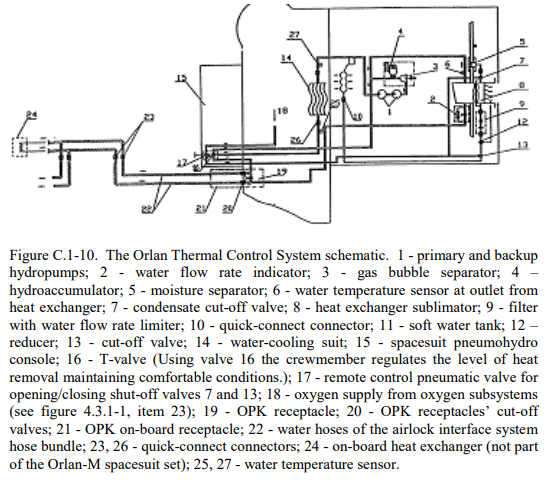 4
27
5
6
7
14
3
15
8
18
25
10
1
2
9
24
23
12
26
17
13
19
22
21
20
Figure C.1-10. The Orlan Thermal Control System schematic. 1 - primary and backup
hydropumps; 2 - water flow rate indicator; 3 - gas bubble separator; 4 –
hydroaccumulator; 5 - moisture separator; 6 - water temperature sensor at outlet from
heat exchanger; 7 - condensate cut-off valve; 8 - heat exchanger sublimator; 9 - filter
with water flow rate limiter; 10 - quick-connect connector; 11 - soft water tank; 12 –
reducer; 13 - cut-off valve; 14 - water-cooling suit; 15 - spacesuit pneumohydro
console; 16 - T-valve (Using valve 16 the crewmember regulates the level of heat
removal maintaining comfortable conditions.); 17 - remote control pneumatic valve for
opening/closing shut-off valves 7 and 13; 18 - oxygen supply from oxygen subsystems
(see figure 4.3.1-1, item 23); 19 - OPK receptacle; 20 - OPK receptacles’ cut-off
valves; 21 - OPK on-board receptacle; 22 - water hoses of the airlock interface system
hose bundle; 23, 26 - quick-connect connectors; 24 - on-board heat exchanger (not part
of the Orlan-M spacesuit set); 25, 27 - water temperature sensor.